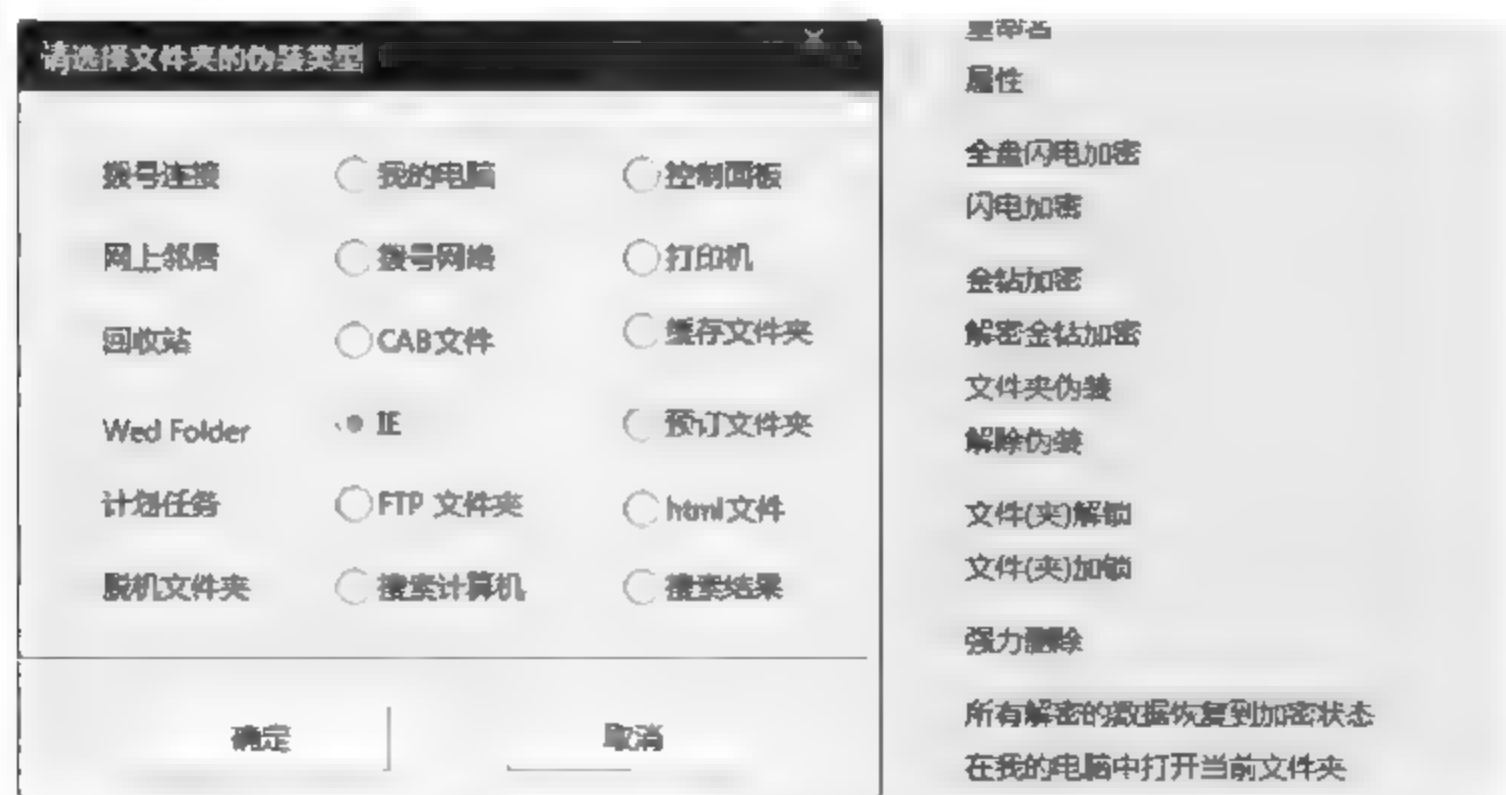 请选择文件夹的伪装类型
拨号连接 我的电脑 控制面板
网上邻居 拨号网络 打印机
回收站 CAB文件 缓存文件夹
Wed Folder IE 预订文件夹
计划任务 FTP 文件夹 html文件
脱机文件夹 搜索计算机 搜索结果
确定 取消
重命名
属性
全盘闪电加密
闪电加密
金钻加密
解密金钻加密
文件夹伪装
解除伪装
文件(夹)解锁
文件(夹)加锁
强力删除
所有解密的数据恢复到加密状态
在我的电脑中打开当前文件夹